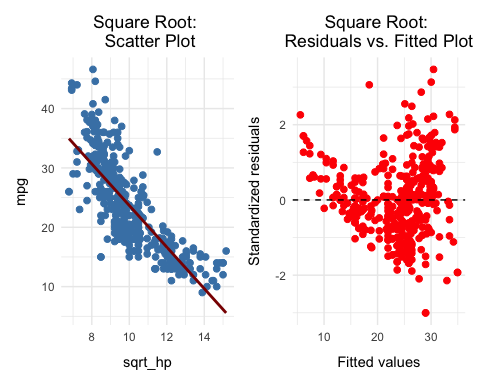 Square Root:
Scatter Plot
mpg
40
30
20
10
8
10
12
14
sqrt_hp
Square Root:
Residuals vs. Fitted Plot
Standardized residuals
2
0
-2
10
20
30
Fitted values